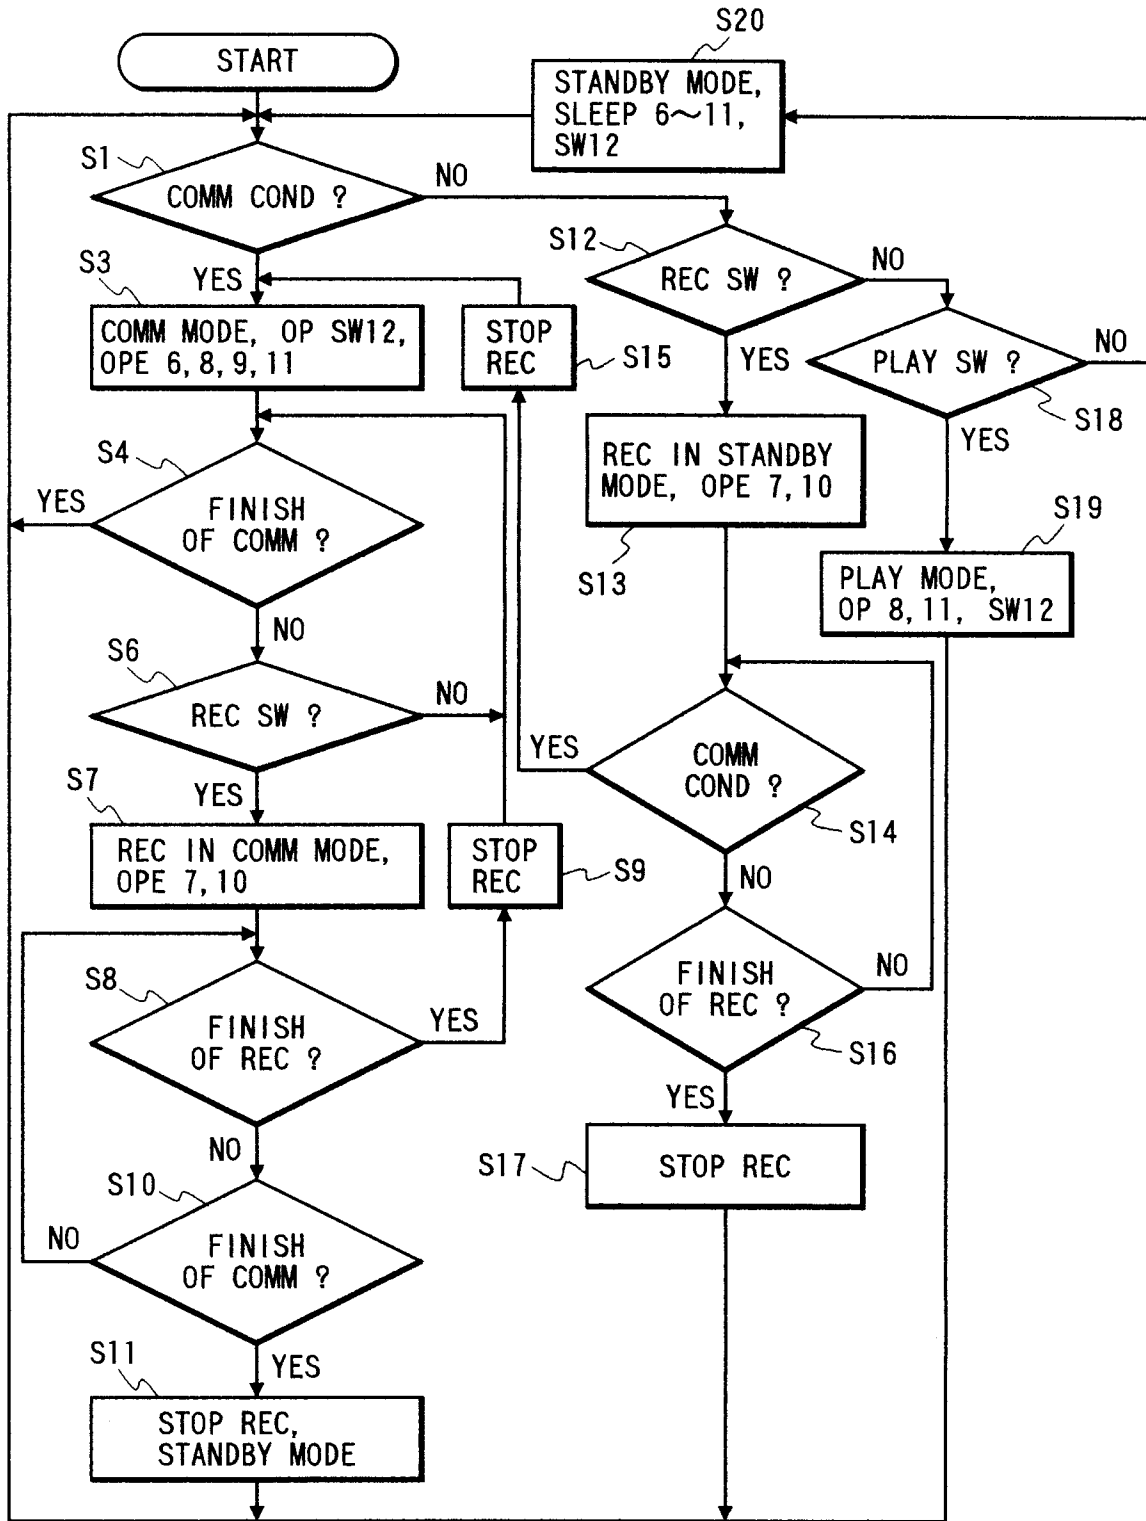 START
S20
STANDBY MODE,
SLEEP 6~11,
SW12
S1
COMM COND ?
NO
YES
S12
REC SW ?
NO
YES
S3
COMM MODE, OP SW12,
OPE 6, 8, 9, 11
STOP
REC
S15
PLAY SW ?
NO
S18
YES
S4
FINISH
OF COMM ?
YES
NO
REC IN STANDBY
MODE, OPE 7, 10
S13
S19
PLAY MODE,
OP 8, 11, SW12
S6
REC SW ?
NO
YES
COMM
COND ?
YES
S14
NO
S7
REC IN COMM MODE,
OPE 7, 10
STOP
REC
S9
S8
FINISH
OF REC ?
YES
NO
FINISH
OF REC ?
NO
S16
YES
S10
FINISH
OF COMM ?
NO
YES
S17
STOP REC
S11
STOP REC,
STANDBY MODE